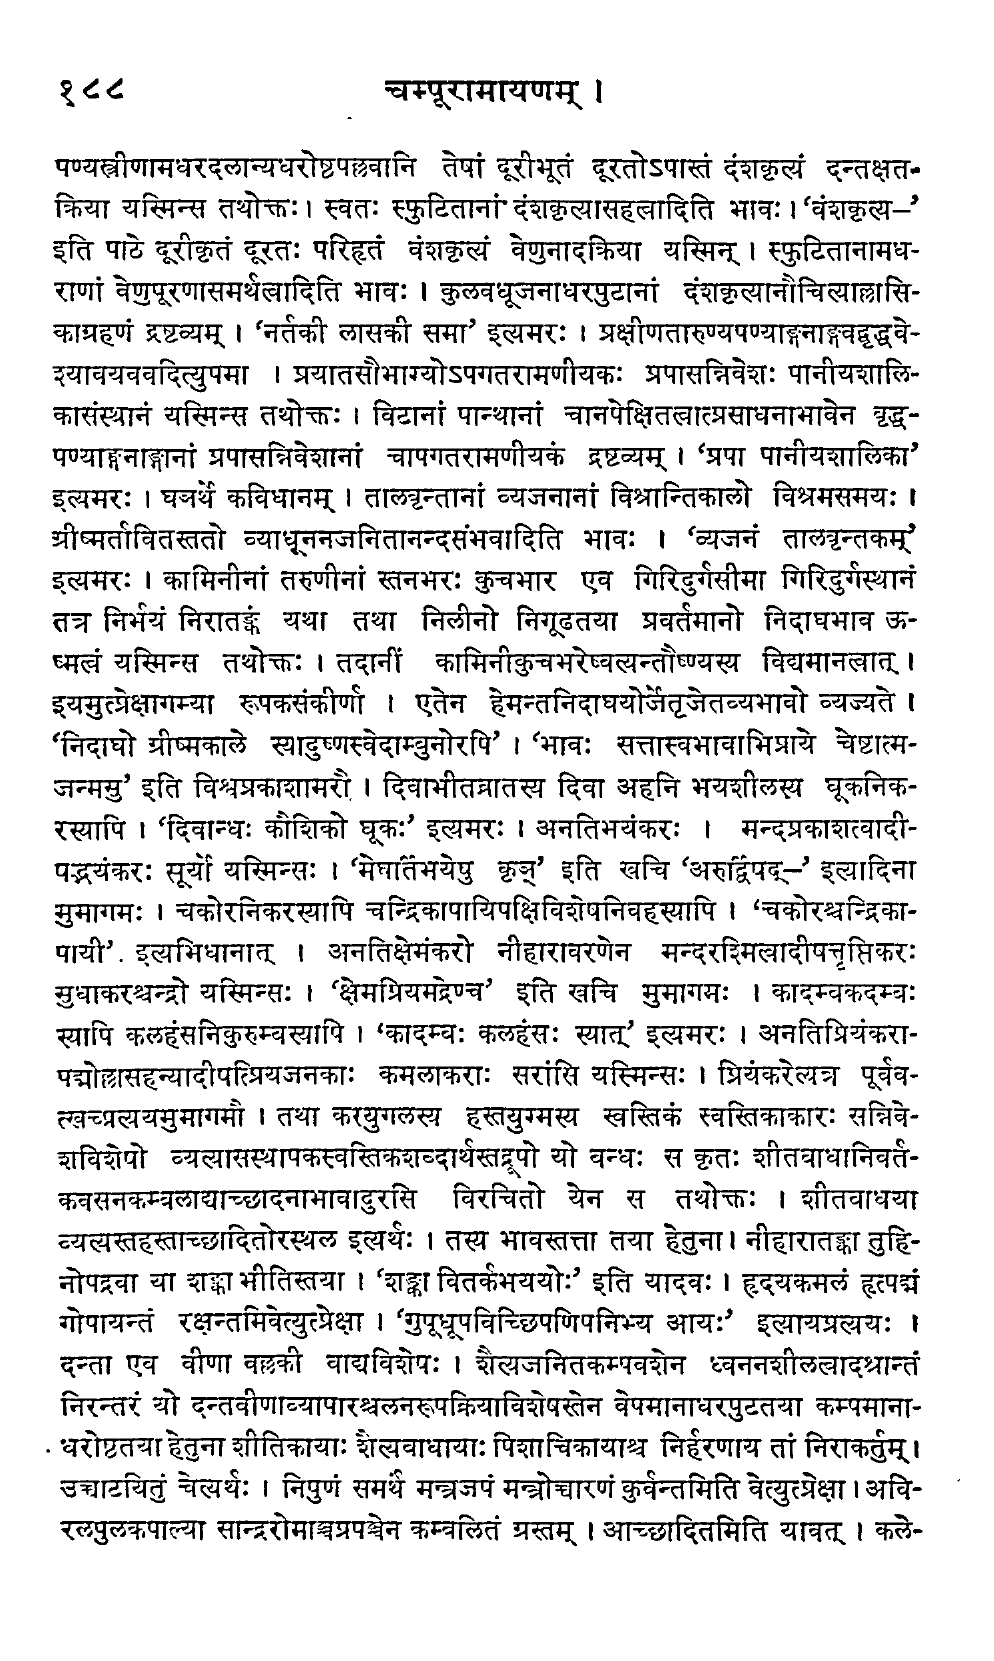 १८८ चम्पूरामायणम् ।
पण्यस्त्रीणामधरदलान्यधरोष्टपल्लवानि तेषां दूरीभूतं दूरतोऽपास्तं दंशकृत्यं दन्तक्षत-
क्रिया यस्मिन्स तथोक्तः । स्वतः स्फुटितानां दंशकृत्यासहत्वादिति भावः । ‘वंशकृत्य–’
इति पाठे दूरीकृतं दूरतः परिहृतं वंशकृत्यं वेणुनादक्रिया यस्मिन् । स्फुटितानामध-
राणां वेणुपूरणासमर्थत्वादिति भावः । कुलवधूजनाधरपुटानां दंशकृत्यानौचित्याल्लासि-
काग्रहणं द्रष्टव्यम् । ‘नर्तकी लासकी समा’ इत्यमरः । प्रक्षीणतारुण्यपण्याङ्गनाङ्गवद्वृद्धवे-
श्यावयववदित्युपमा । प्रयातसौभाग्योऽपगतरामणीयकः प्रपासन्निवेशः पानीयशालि-
कासंस्थानं यस्मिन्स तथोक्तः । विटानां पान्थानां चानपेक्षितत्वात्प्रसाधनाभावेन वृद्ध-
पण्याङ्गनाङ्गानां प्रपासन्निवेशानां चापगतरामणीयकं द्रष्टव्यम् । ‘प्रपा पानीयशालिका’
इत्यमरः । घञर्थे कविधानम् । तालवृन्तानां व्यजनानां विश्रान्तिकालो विश्रमसमयः ।
ग्रीष्मर्ताविवतस्ततो व्याधूननजनितानन्दसंभवादिति भावः । ‘व्यजनं तालवृन्तकम्’
इत्यमरः । कामिनीनां तरुणीनां स्तनभरः कुचभार एव गिरिदुर्गसीमा गिरिदुर्गस्थानं
तत्र निर्भयं निरातङ्कं यथा तथा निलीनो निगूढतया प्रवर्तमानो निदाघभाव ऊ-
ष्मत्वं यस्मिन्स तथोक्तः । तदानीं कामिनीकुचभरेष्वत्यन्तौष्ण्यस्य विद्यमानत्वात् ।
इयमुत्प्रेक्षागम्या रूपकसंकीर्णा । एतेन हेमन्तनिदाघयोर्जेतृजेतव्यभावो व्यज्यते ।
‘निदाघो ग्रीष्मकाले स्यादुष्णस्वेदाम्बुनोरपि’ । ‘भावः सत्तास्वभावाभिप्राये चेष्टात्म-
जन्मसु’ इति विश्वप्रकाशामरौ । दिवाभीतव्रातस्य दिवा अहनि भयशीलस्य घूकनिक-
रस्यापि । ‘दिवान्धः कौशिको घूकः’ इत्यमरः । अनतिभयंकरः । मन्दप्रकाशत्वादी-
षद्भयंकरः सूर्यो यस्मिन्सः । ‘मेघर्तिभयेषु कृञ्’ इति खचि ‘अरुर्द्विषद्–’ इत्यादिना
मुमागमः । चकोरनिकरस्यापि चन्द्रिकापायिपक्षिविशेषनिवहस्यापि । ‘चकोरश्चन्द्रिका-
पायी’. इत्यभिधानात् । अनतिक्षेमंकरो नीहारावरणेन मन्दरश्मित्वादीषत्तृप्तिकरः
सुधाकरश्चन्द्रो यस्मिन्सः । ‘क्षेमप्रियमद्रेण्च’ इति खचि मुमागमः । कादम्बकदम्बः
स्यापि कलहंसनिकुरुम्बस्यापि । ‘कादम्बः कलहंसः स्यात्’ इत्यमरः । अनतिप्रियंकरा-
पद्मोल्लासहन्यादीषत्प्रियजनकाः कमलाकराः सरांसि यस्मिन्सः । प्रियंकरेत्यत्र पूर्वव-
त्खच्प्रत्ययमुमागमौ । तथा करयुगलस्य हस्तयुग्मस्य स्वस्तिकं स्वस्तिकाकारः सन्निवे-
शविशेषो व्यत्यासस्थापकस्वस्तिकशब्दार्थस्तद्रूपो यो बन्धः स कृतः शीतबाधानिवर्त-
कवसनकम्बलाद्याच्छादनाभावादुरसि विरचितो येन स तथोक्तः । शीतबाधया
व्यत्यस्तहस्ताच्छादितोरस्थल इत्यर्थः । तस्य भावस्तत्ता तया हेतुना । नीहारातङ्का तुहि-
नोपद्रवा या शङ्का भीतिस्तया । ‘शङ्का वितर्कभययोः’ इति यादवः । हृदयकमलं हृत्पद्मं
गोपायन्तं रक्षन्तमिवेत्युत्प्रेक्षा । ‘गुपूधूपविच्छिपणिपनिभ्य आयः’ इत्यायप्रत्ययः ।
दन्ता एव वीणा वल्लकी वाद्यविशेषः । शैत्यजनितकम्पवशेन ध्वननशीलत्वादश्रान्तं
निरन्तरं यो दन्तवीणाव्यापारश्चलनरूपक्रियाविशेषस्तेन वेपमानाधरपुटतया कम्पमाना-
धरोष्टतया हेतुना शीतिकायाः शैत्यबाधायाः पिशाचिकायाश्च निर्हरणाय तां निराकर्तुम् ।
उच्चाटयितुं चेत्यर्थः । निपुणं समर्थं मन्त्रजपं मन्त्रोच्चारणं कुर्वन्तमिति वेत्युत्प्रेक्षा । अवि-
रलपुलकपाल्या सान्द्ररोमाञ्चप्रपञ्चेन कम्बलितं ग्रस्तम् । आच्छादितमिति यावत् । कले-